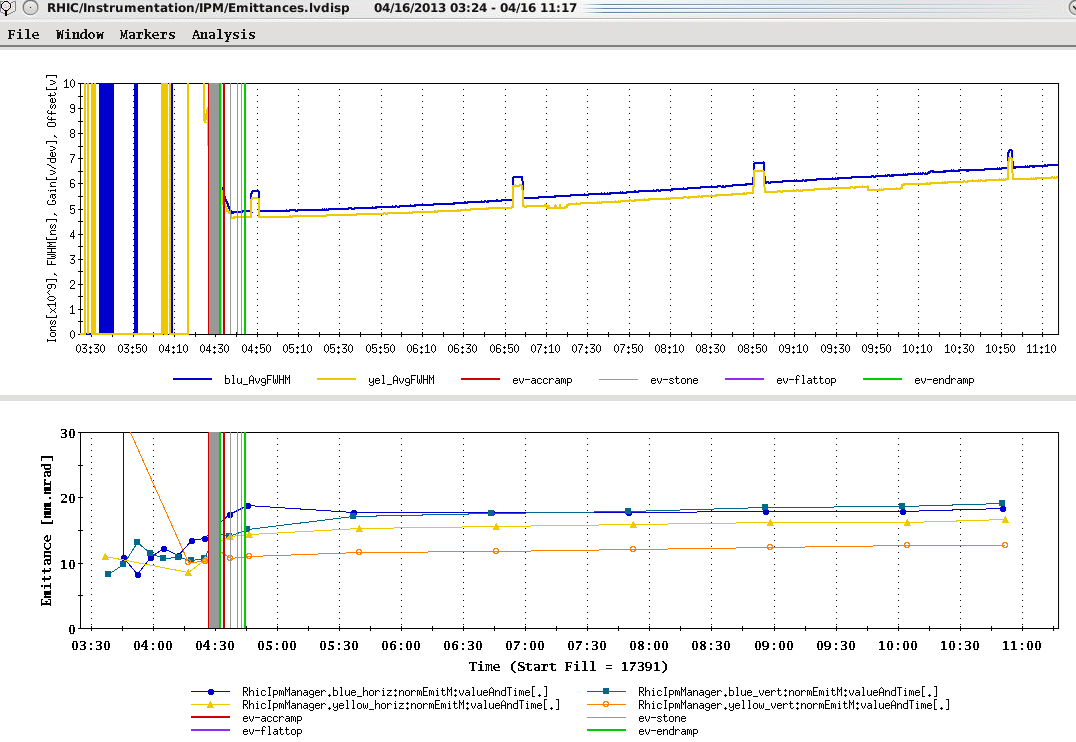 RHIC/Instrumentation/IPM/Emittances.lvdisp 04/16/2013 03:24 - 04/16 11:17
File Window Markers Analysis
Ions[x10^9], FWHM[ns], Gain[v/dev], Offset[v]
10
9
8
7
6
5
4
3
2
1
0
03:30 03:50 04:10 04:30 04:50 05:10 05:30 05:50 06:10 06:30 06:50 07:10 07:30 07:50 08:10 08:30 08:50 09:10 09:30 09:50 10:10 10:30 10:50 11:10
blu_AvgFWHM yel_AvgFWHM ev-accramp ev-stone ev-flattop ev-endramp
Emittance [mm.mrad]
30
20
10
0
03:30 04:00 04:30 05:00 05:30 06:00 06:30 07:00 07:30 08:00 08:30 09:00 09:30 10:00 10:30 11:00
Time (Start Fill = 17391)
RhicIpmManager.blue_horiz:normEmitM:valueAndTime[.] RhicIpmManager.blue_vert:normEmitM:valueAndTime[.]
RhicIpmManager.yellow_horiz:normEmitM:valueAndTime[.] RhicIpmManager.yellow_vert:normEmitM:valueAndTime[.]
ev-accramp ev-stone
ev-flattop ev-endramp